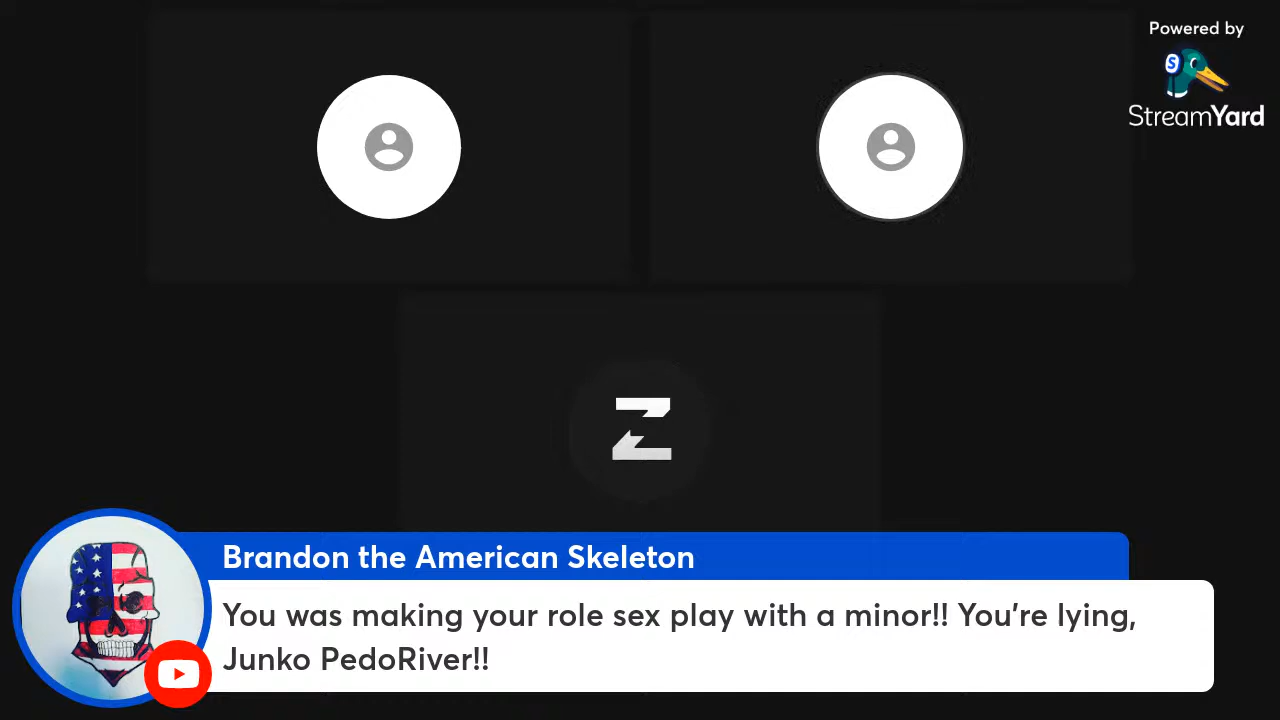 Powered by
S
StreamYard
Z
Brandon the American Skeleton
You was making your role sex play with a minor!! You're lying,
Junko PedoRiver!!